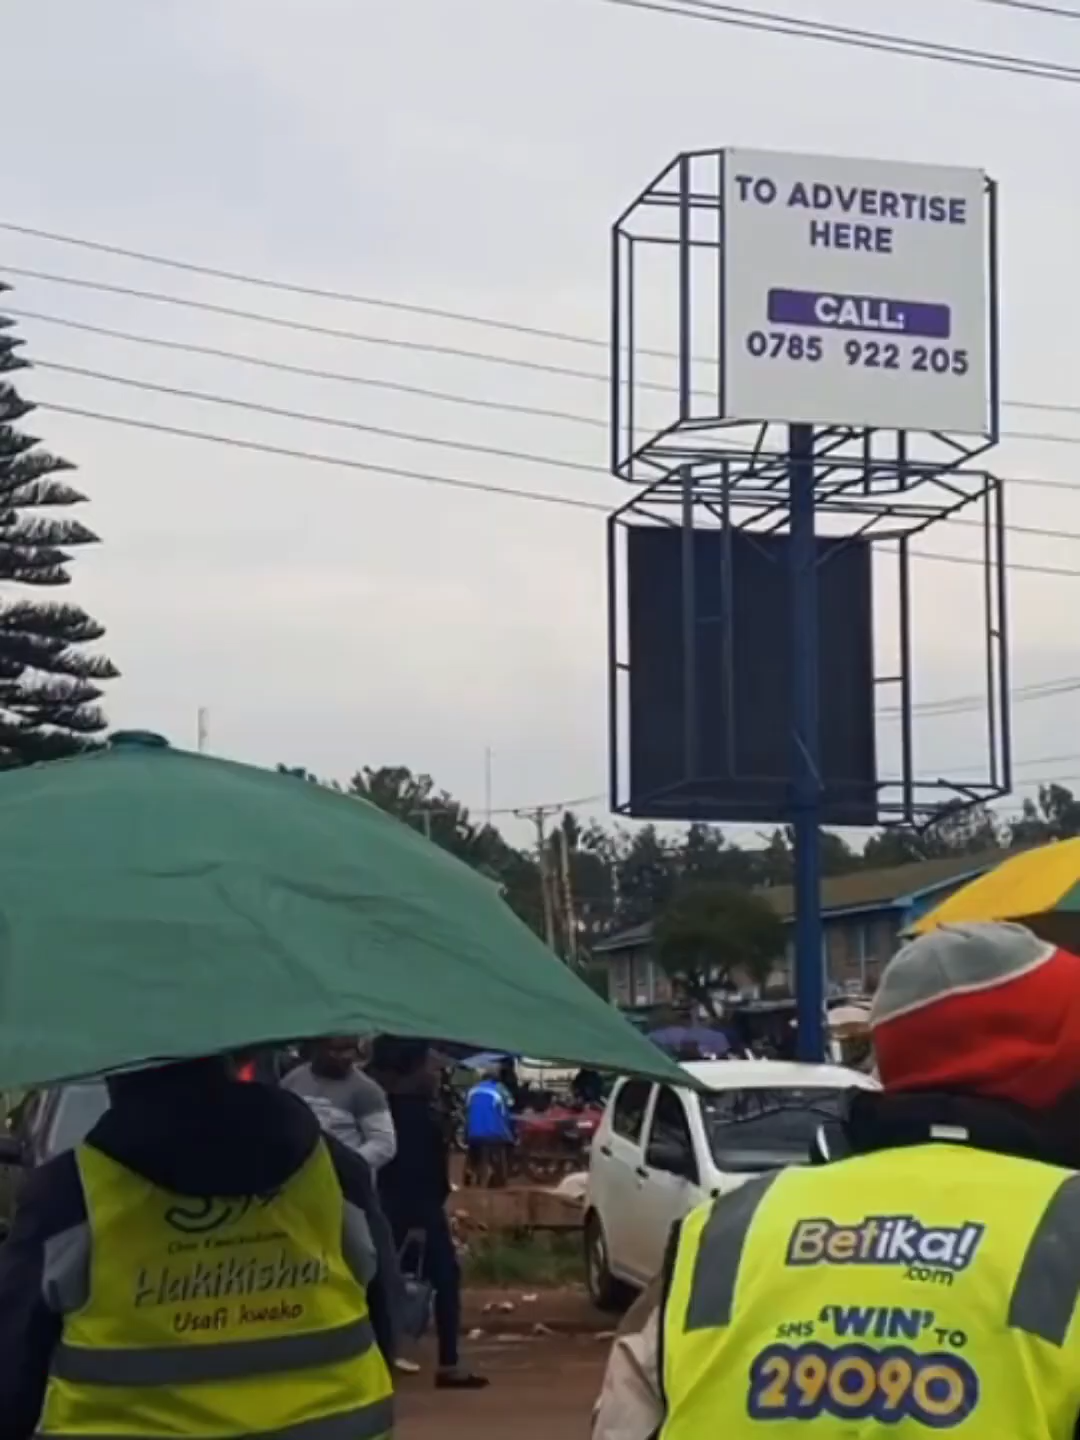 TO ADVERTISE
HERE
CALL:
0785 922 205
Hakikisha!
Usafi kwako
Betika!
.com
SMS 'WIN' TO
29090